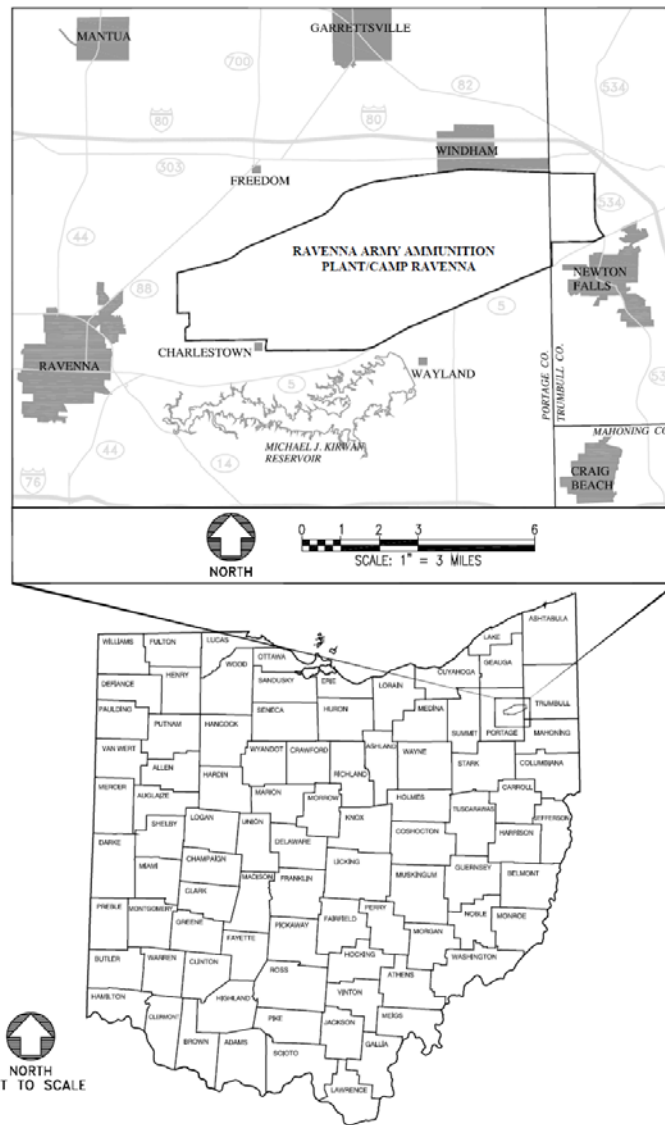 MANTUA
GARRETTSVILLE
700
82
534
80
80
WINDHAM
303
FREEDOM
534
44
RAVENNA ARMY AMMUNITION
PLANT/CAMP RAVENNA
NEWTON
FALLS
88
5
CHARLESTOWN
RAVENNA
WAYLAND
PORTAGE CO.
TRUMBULL CO.
5
53
MICHAEL J. KIRWAN
RESERVOIR
MAHONING CO
44
14
76
CRAIG
BEACH
NORTH
0 1 2 3 6
SCALE: 1" = 3 MILES
ASHTABULA
LAKE
GEAUGA
CUYAHOGA
WILLIAMS
FULTON
LUCAS
OTTAWA
WOOD
HENRY
SANDUSKY
ERIE
LORAIN
DEFIANCE
TRUMBULL
PAULDING
SENECA
HURON
MEDINA
SUMMIT
PORTAGE
MAHONING
PUTNAM
HANCOCK
VAN WERT
WYANDOT
CRAWFORD
ASHLAND
WAYNE
STARK
COLUMBIANA
ALLEN
HARDIN
RICHLAND
MERCER
AUGLAIZE
MARION
MORROW
HOLMES
CARROLL
TUSCARAWAS
JEFFERSON
SHELBY
LOGAN
UNION
KNOX
COSHOCTON
HARRISON
DARKE
DELAWARE
MIAMI
CHAMPAIGN
LICKING
GUERNSEY
BELMONT
CLARK
MADISON
FRANKLIN
MUSKINGUM
PREBLE
MONTGOMERY
GREENE
FAIRFIELD
PERRY
NOBLE
MONROE
PICKAWAY
MORGAN
FAYETTE
BUTLER
WARREN
CLINTON
HOCKING
WASHINGTON
ROSS
ATHENS
HAMILTON
HIGHLAND
VINTON
CLERMONT
PIKE
JACKSON
MEIGS
BROWN
ADAMS
SCIOTO
GALLIA
LAWRENCE
NORTH
T TO SCALE